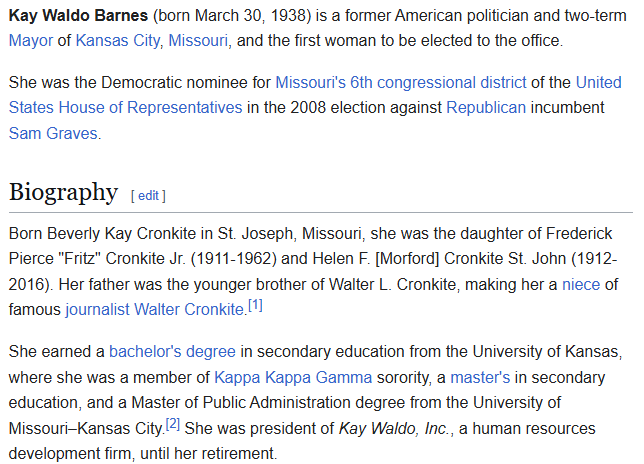 Kay Waldo Barnes (born March 30, 1938) is a former American politician and two-term
Mayor of Kansas City, Missouri, and the first woman to be elected to the office.
She was the Democratic nominee for Missouri's 6th congressional district of the United
States House of Representatives in the 2008 election against Republican incumbent
Sam Graves.
Biography [ edit ]
Born Beverly Kay Cronkite in St. Joseph, Missouri, she was the daughter of Frederick
Pierce "Fritz" Cronkite Jr. (1911-1962) and Helen F. [Morford] Cronkite St. John (1912-
2016). Her father was the younger brother of Walter L. Cronkite, making her a niece of
famous journalist Walter Cronkite.[1]
She earned a bachelor's degree in secondary education from the University of Kansas,
where she was a member of Kappa Kappa Gamma sorority, a master's in secondary
education, and a Master of Public Administration degree from the University of
Missouri–Kansas City.[2] She was president of Kay Waldo, Inc., a human resources
development firm, until her retirement.